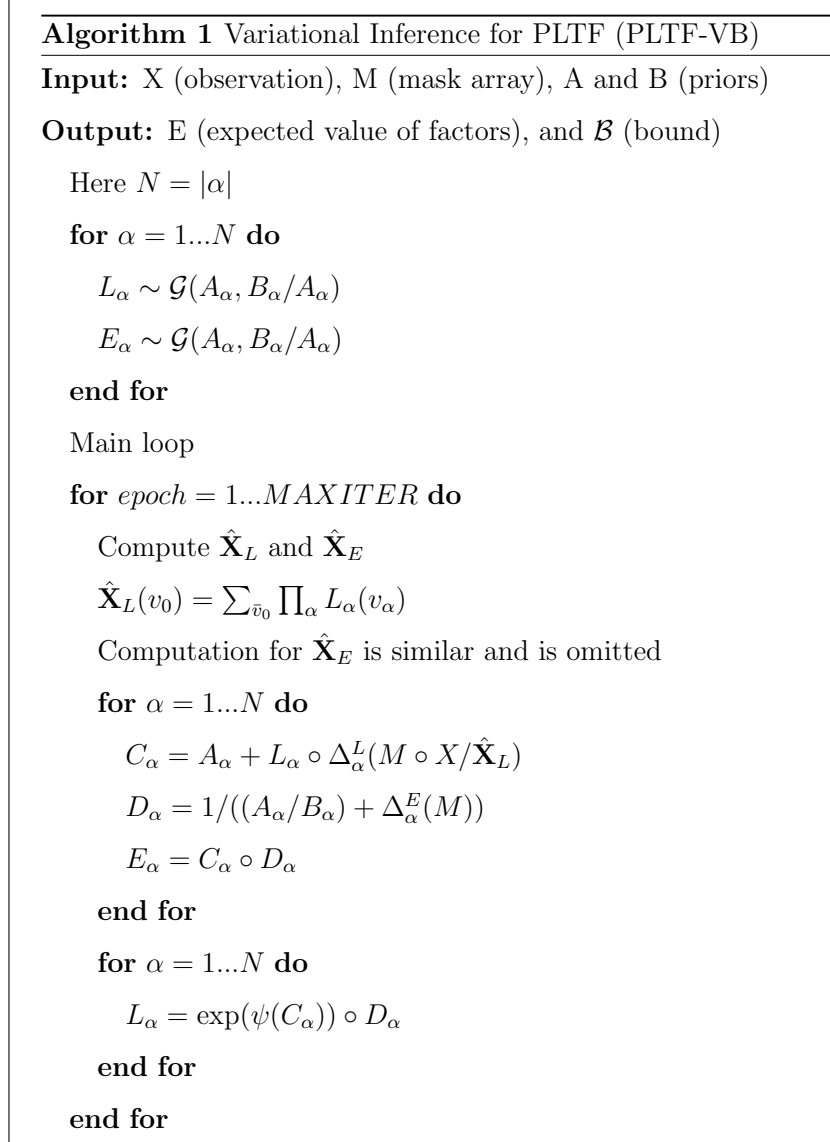 Algorithm 1 Variational Inference for PLTF (PLTF-VB)
Input: X (observation), M (mask array), A and B (priors)
Output: E (expected value of factors), and ℬ (bound)
Here N = |α|
for α = 1...N do
L_α ∼ 𝒢(A_α, B_α/A_α)
E_α ∼ 𝒢(A_α, B_α/A_α)
end for
Main loop
for epoch = 1...MAXITER do
Compute X̂_L and X̂_E
X̂_L(v_0) = ∑_{v̄_0} ∏_α L_α(v_α)
Computation for X̂_E is similar and is omitted
for α = 1...N do
C_α = A_α + L_α ∘ Δ_α^L(M ∘ X/X̂_L)
D_α = 1/((A_α/B_α) + Δ_α^E(M))
E_α = C_α ∘ D_α
end for
for α = 1...N do
L_α = exp(ψ(C_α)) ∘ D_α
end for
end for